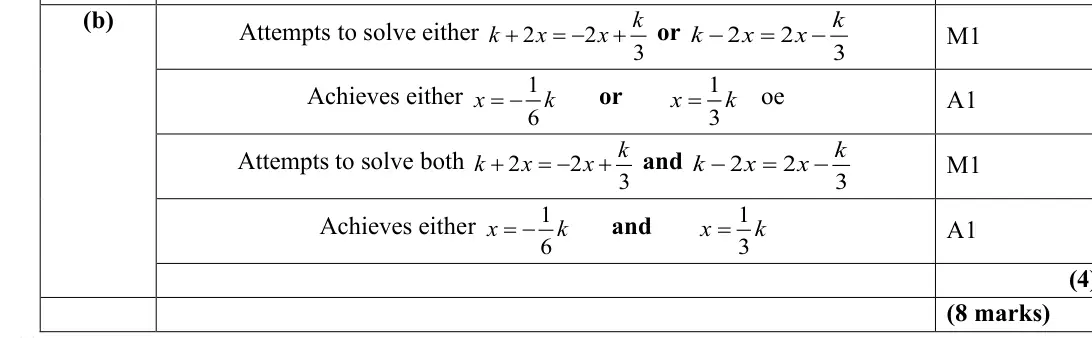 (b) Attempts to solve either k + 2x = −2x + k/3 or k − 2x = 2x − k/3 M1
Achieves either x = −1/6 k or x = 1/3 k oe A1
Attempts to solve both k + 2x = −2x + k/3 and k − 2x = 2x − k/3 M1
Achieves either x = −1/6 k and x = 1/3 k A1
(4)
(8 marks)